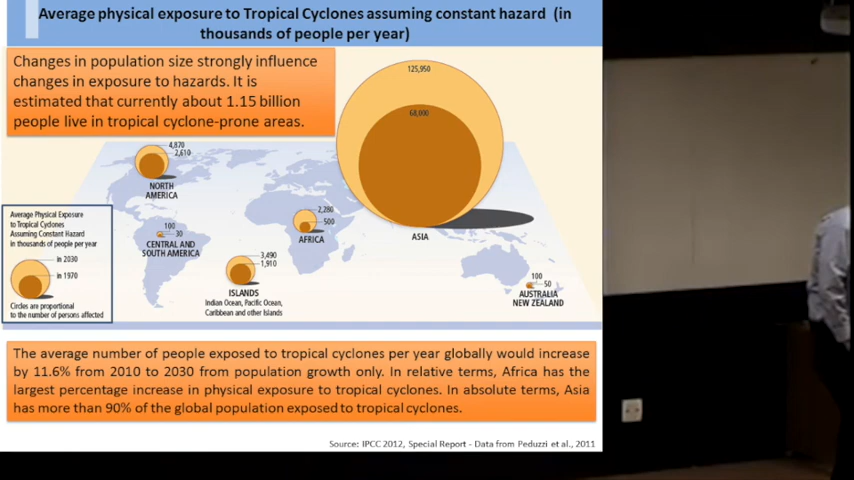 Average physical exposure to Tropical Cyclones assuming constant hazard (in
thousands of people per year)
Changes in population size strongly influence
changes in exposure to hazards. It is
estimated that currently about 1.15 billion
people live in tropical cyclone-prone areas.
125,950
68,000
4,870
2,610
NORTH
AMERICA
100
30
CENTRAL AND
SOUTH AMERICA
2,280
500
AFRICA
ASIA
3,490
1,910
ISLANDS
Indian Ocean, Pacific Ocean,
Caribbean and other Islands
100
50
AUSTRALIA
NEW ZEALAND
Average Physical Exposure
to Tropical Cyclones
Assuming Constant Hazard
in thousands of people per year
in 2030
in 1970
Circles are proportional
to the number of persons affected
The average number of people exposed to tropical cyclones per year globally would increase
by 11.6% from 2010 to 2030 from population growth only. In relative terms, Africa has the
largest percentage increase in physical exposure to tropical cyclones. In absolute terms, Asia
has more than 90% of the global population exposed to tropical cyclones.
Source: IPCC 2012, Special Report - Data from Peduzzi et al., 2011